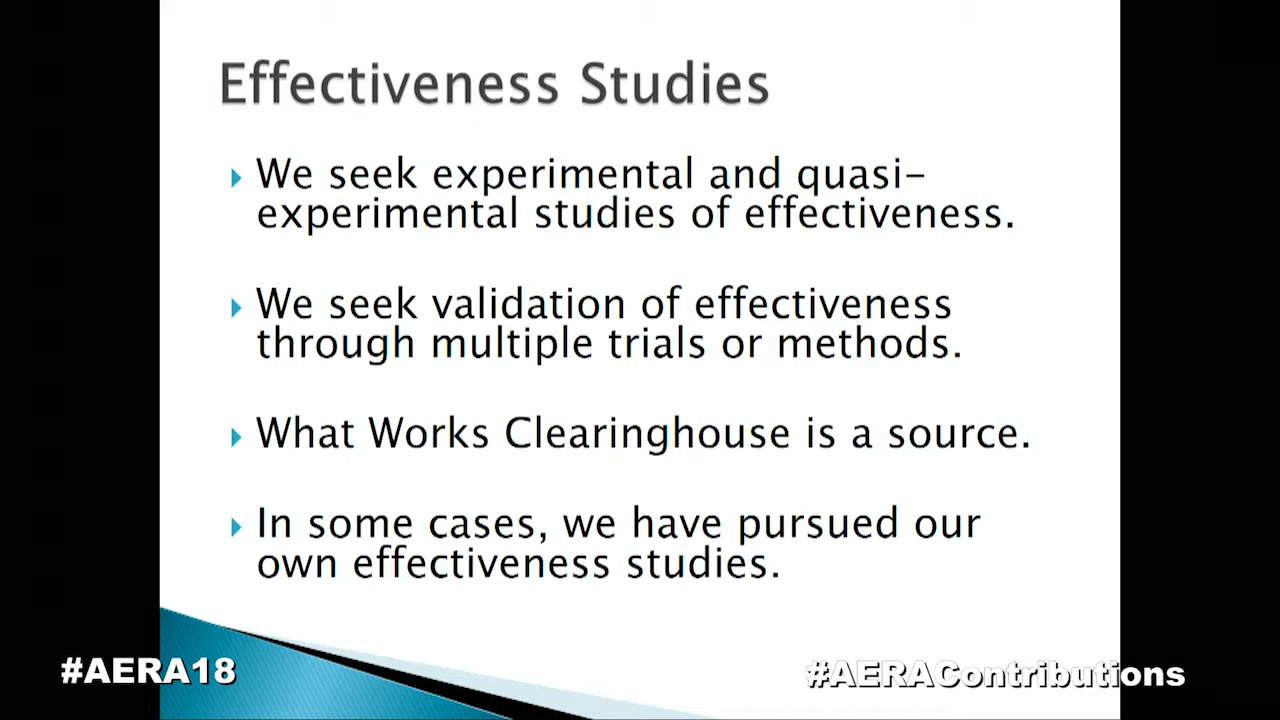 Effectiveness Studies
We seek experimental and quasi-
experimental studies of effectiveness.
We seek validation of effectiveness
through multiple trials or methods.
What Works Clearinghouse is a source.
In some cases, we have pursued our
own effectiveness studies.
#AERA18
#AERAContributions